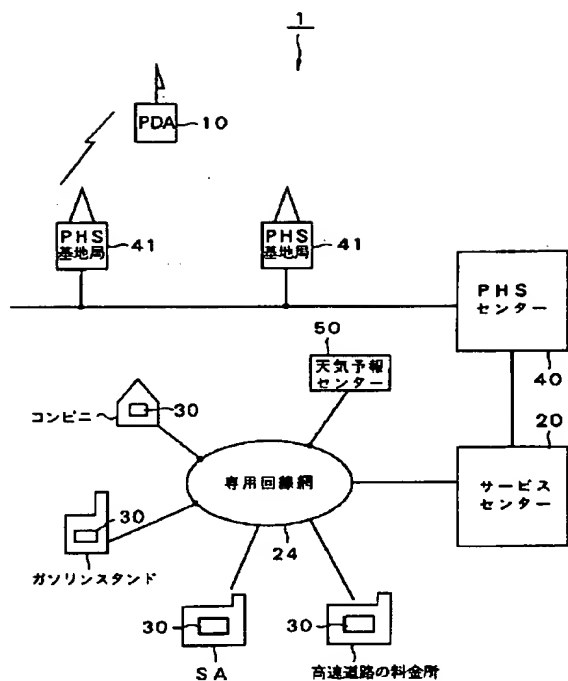 1
PDA
10
PHS
基地局
41
PHS
基地局
41
PHS
センター
40
50
天気予報
センター
20
コンビニ
30
専用回線網
サービス
センター
30
24
ガソリンスタンド
30
SA
30
高速道路の料金所